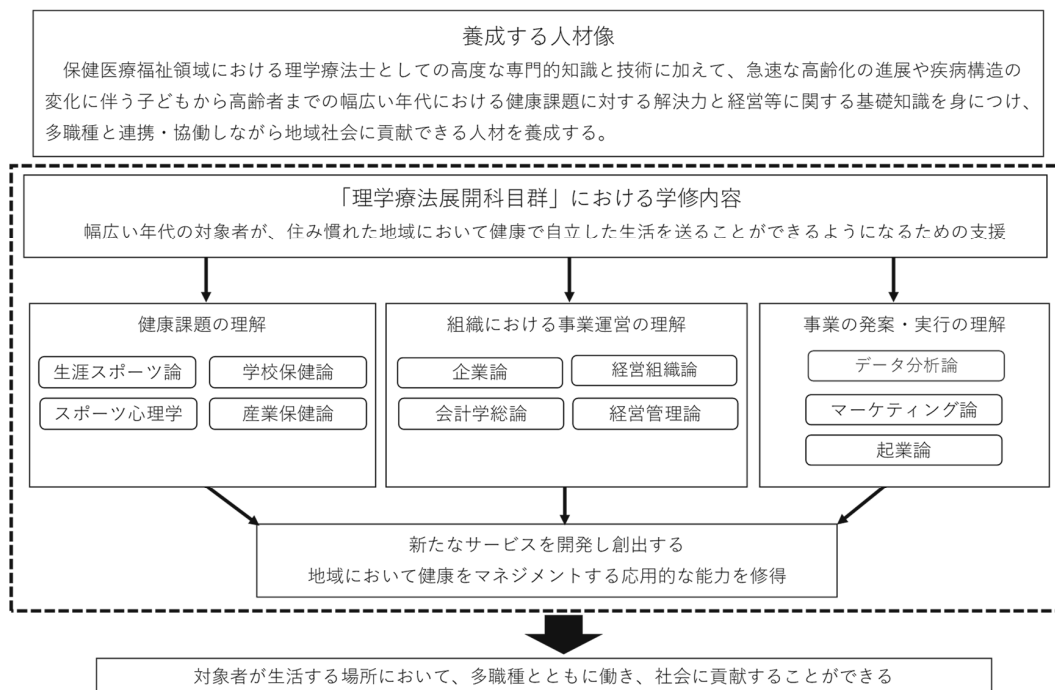 養成する人材像
保健医療福祉領域における理学療法士としての高度な専門的知識と技術に加えて、急速な高齢化の進展や疾病構造の
変化に伴う子どもから高齢者までの幅広い年代における健康課題に対する解決力と経営等に関する基礎知識を身につけ、
多職種と連携・協働しながら地域社会に貢献できる人材を養成する。
「理学療法展開科目群」における学修内容
幅広い年代の対象者が、住み慣れた地域において健康で自立した生活を送ることができるようになるための支援
健康課題の理解
生涯スポーツ論
学校保健論
スポーツ心理学
産業保健論
組織における事業運営の理解
企業論
経営組織論
会計学総論
経営管理論
事業の発案・実行の理解
データ分析論
マーケティング論
起業論
新たなサービスを開発し創出する
地域において健康をマネジメントする応用的な能力を修得
対象者が生活する場所において、多職種とともに働き、社会に貢献することができる